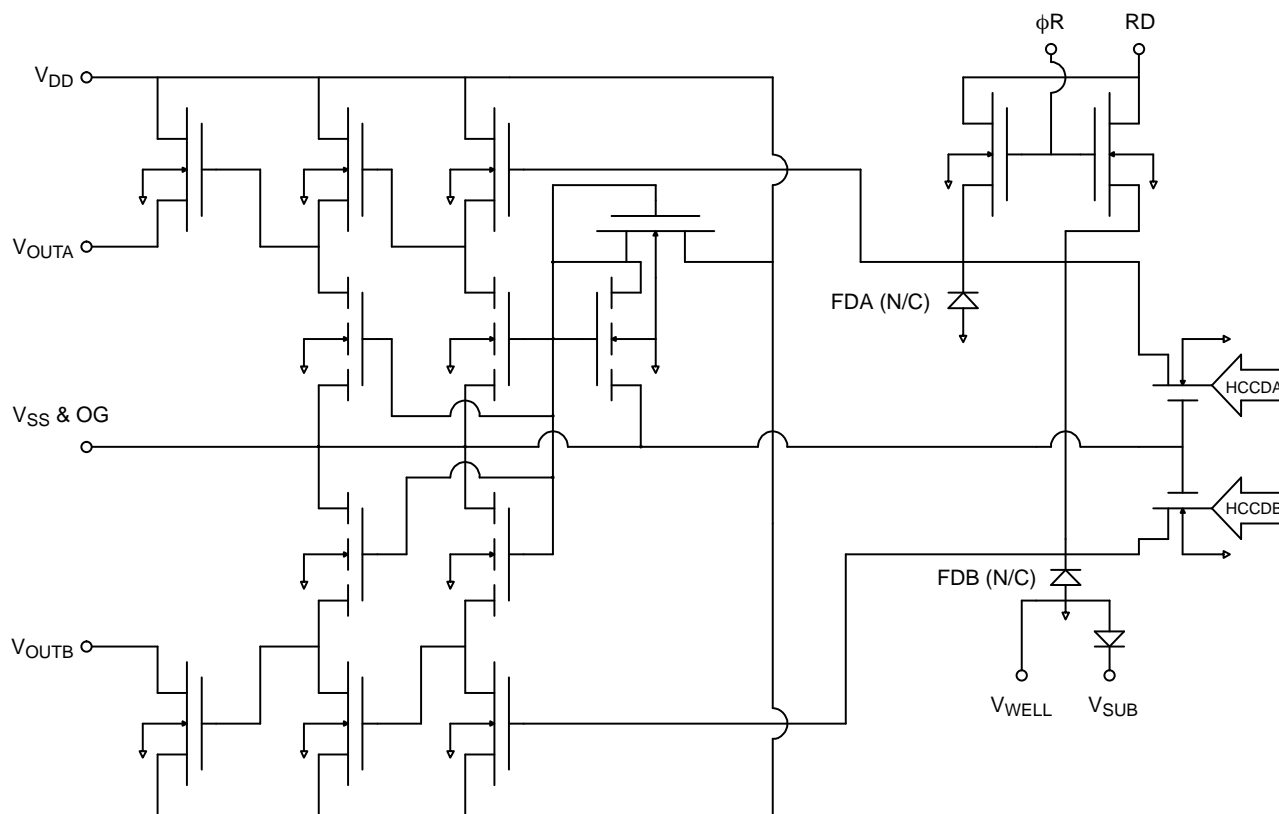 ϕR
RD
VDD
VOUTA
FDA (N/C)
HCCDA
VSS & OG
HCCDB
FDB (N/C)
VOUTB
VWELL
VSUB